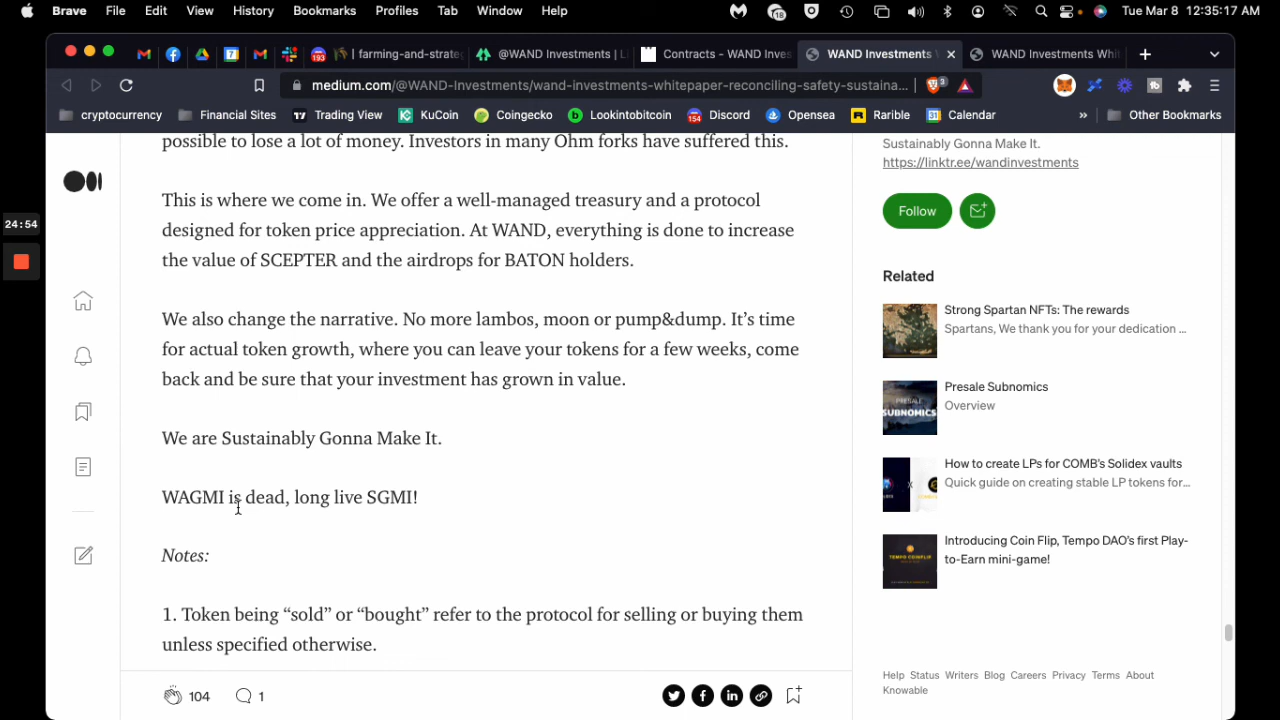 Brave File Edit View History Bookmarks Profiles Tab Window Help 18 Tue Mar 8 12:35:17 AM
193 | farming-and-strate @WAND Investments | L Contracts – WAND Inves WAND Investments WAND Investments Whit
medium.com/@WAND-Investments/wand-investments-whitepaper-reconciling-safety-sustaina... 3
cryptocurrency Financial Sites Trading View KuCoin Coingecko Lookintobitcoin 154 Discord Opensea Rarible 31 Calendar » Other Bookmarks
24:54
possible to lose a lot of money. Investors in many Ohm forks have suffered this.
This is where we come in. We offer a well-managed treasury and a protocol
designed for token price appreciation. At WAND, everything is done to increase
the value of SCEPTER and the airdrops for BATON holders.
We also change the narrative. No more lambos, moon or pump&dump. It’s time
for actual token growth, where you can leave your tokens for a few weeks, come
back and be sure that your investment has grown in value.
We are Sustainably Gonna Make It.
WAGMI is dead, long live SGMI!
Notes:
1. Token being “sold” or “bought” refer to the protocol for selling or buying them
unless specified otherwise.
104 1
Sustainably Gonna Make It.
https://linktr.ee/wandinvestments
Follow
Related
Strong Spartan NFTs: The rewards
Spartans, We thank you for your dedication ...
PRESALE
SUBNOMICS
Presale Subnomics
Overview
How to create LPs for COMB’s Solidex vaults
Quick guide on creating stable LP tokens for...
TEMPO COINFLIP
Introducing Coin Flip, Tempo DAO’s first Play-
to-Earn mini-game!
Help Status Writers Blog Careers Privacy Terms About
Knowable